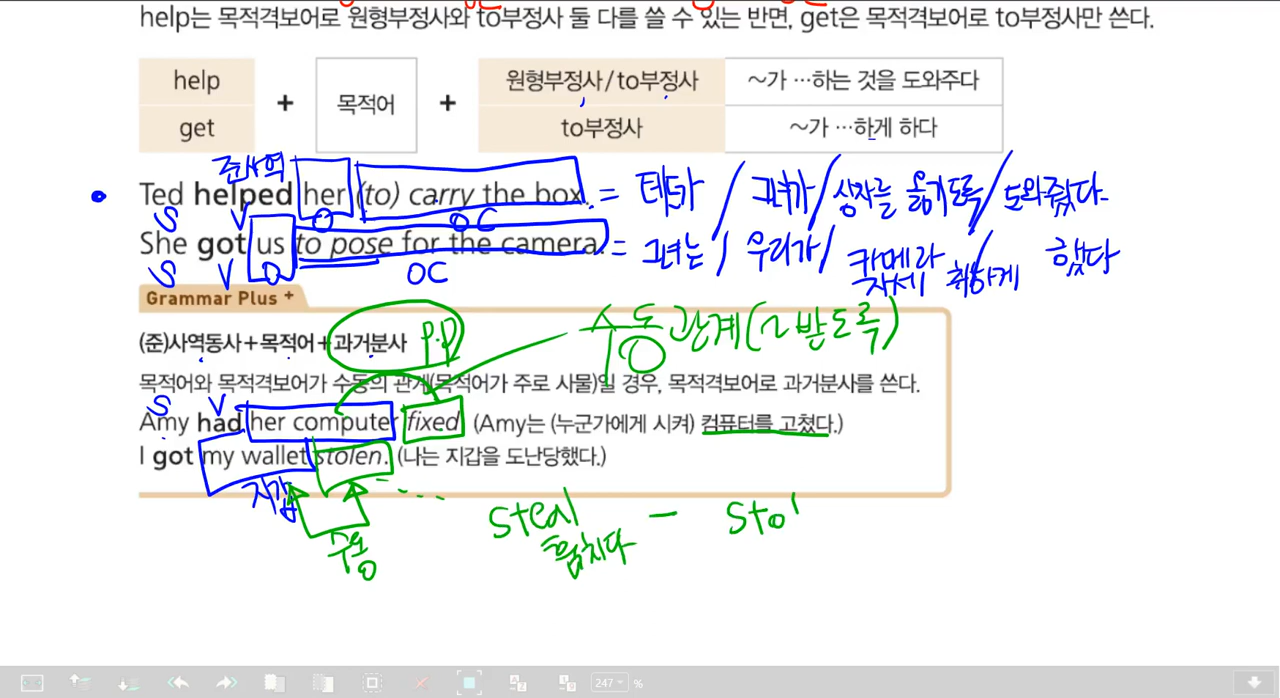 help는 목적격보어로 원형부정사와 to부정사 둘 다를 쓸 수 있는 반면, get은 목적격보어로 to부정사만 쓴다.
help + 목적어 + 원형부정사/to부정사 ~가 …하는 것을 도와주다
get to부정사 ~가 …하게 하다
준사역
Ted helped her (to) carry the box. = 테드가 / 그녀가 / 상자를 옮기도록 / 도와줬다.
S V O OC
She got us to pose for the camera. = 그녀는 / 우리가 / 카메라 자세 / 취하게 했다
S V O OC
Grammar Plus +
(준)사역동사+목적어+과거분사 p.p 수동 관계(~받도록)
목적어와 목적격보어가 수동의 관계(목적어가 주로 사물)일 경우, 목적격보어로 과거분사를 쓴다.
S V
Amy had her computer fixed. (Amy는 (누군가에게 시켜) 컴퓨터를 고쳤다.)
I got my wallet stolen. (나는 지갑을 도난당했다.)
지갑 steal - stol
수동 훔치다
247 %